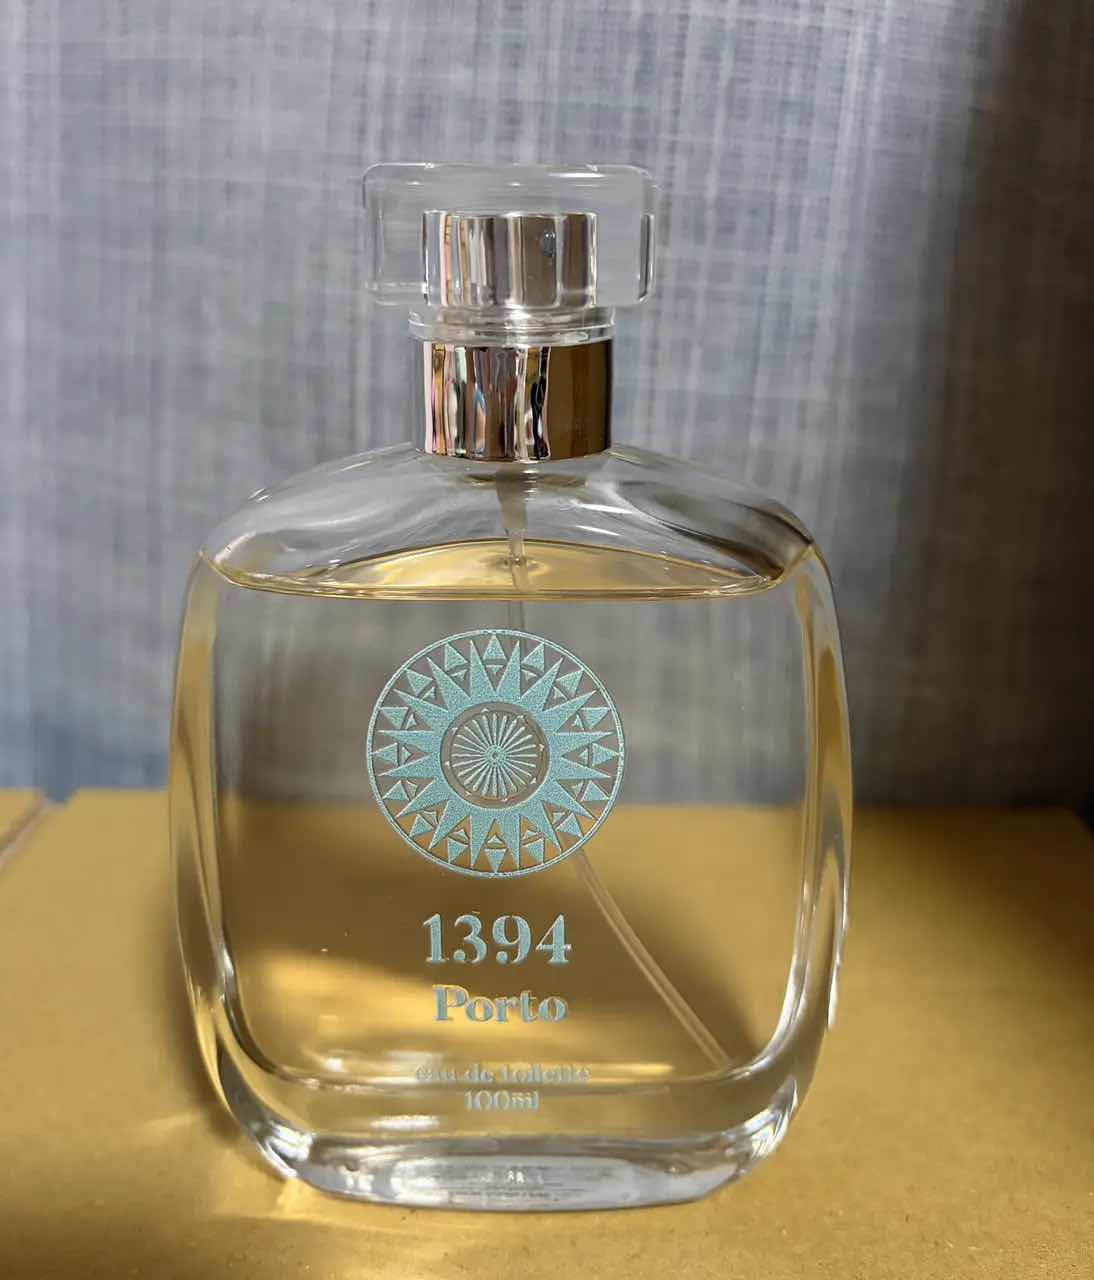 1394
Porto
eau de toilette
100ml